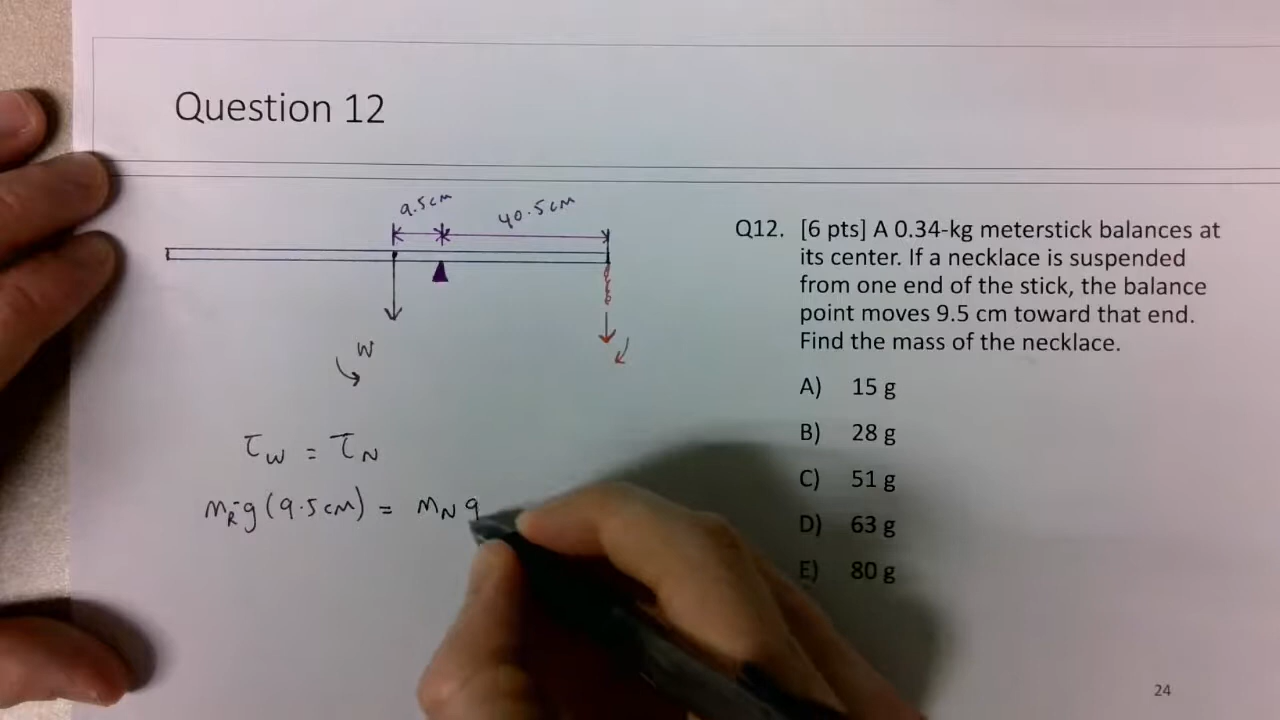 Question 12
9.5cm
40.5cm
W
τW = τN
mRg(9.5cm) = mNg
Q12. [6 pts] A 0.34-kg meterstick balances at
its center. If a necklace is suspended
from one end of the stick, the balance
point moves 9.5 cm toward that end.
Find the mass of the necklace.
A) 15 g
B) 28 g
C) 51 g
D) 63 g
E) 80 g
24